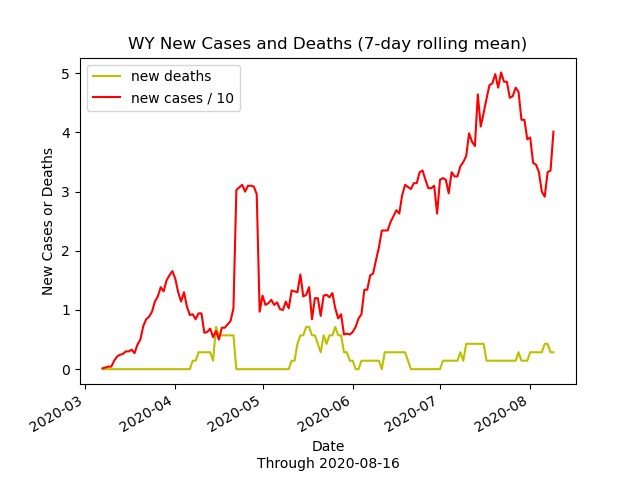 WY New Cases and Deaths (7-day rolling mean)
new deaths
new cases / 10
New Cases or Deaths
5
4
3
2
1
0
2020-03
2020-04
2020-05
2020-06
2020-07
2020-08
Date
Through 2020-08-16